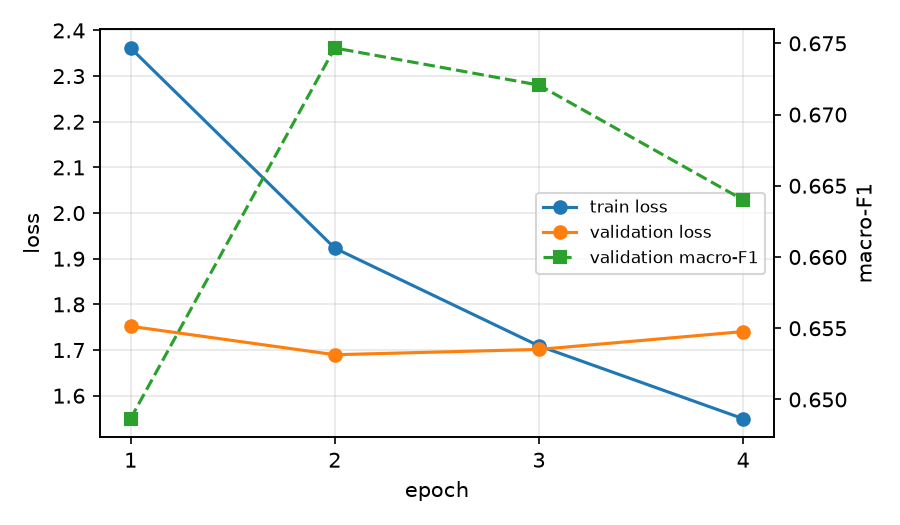 2.4
2.3
2.2
2.1
2.0
1.9
1.8
1.7
1.6
loss
0.675
0.670
0.665
0.660
0.655
0.650
macro-F1
train loss
validation loss
validation macro-F1
1 2 3 4
epoch